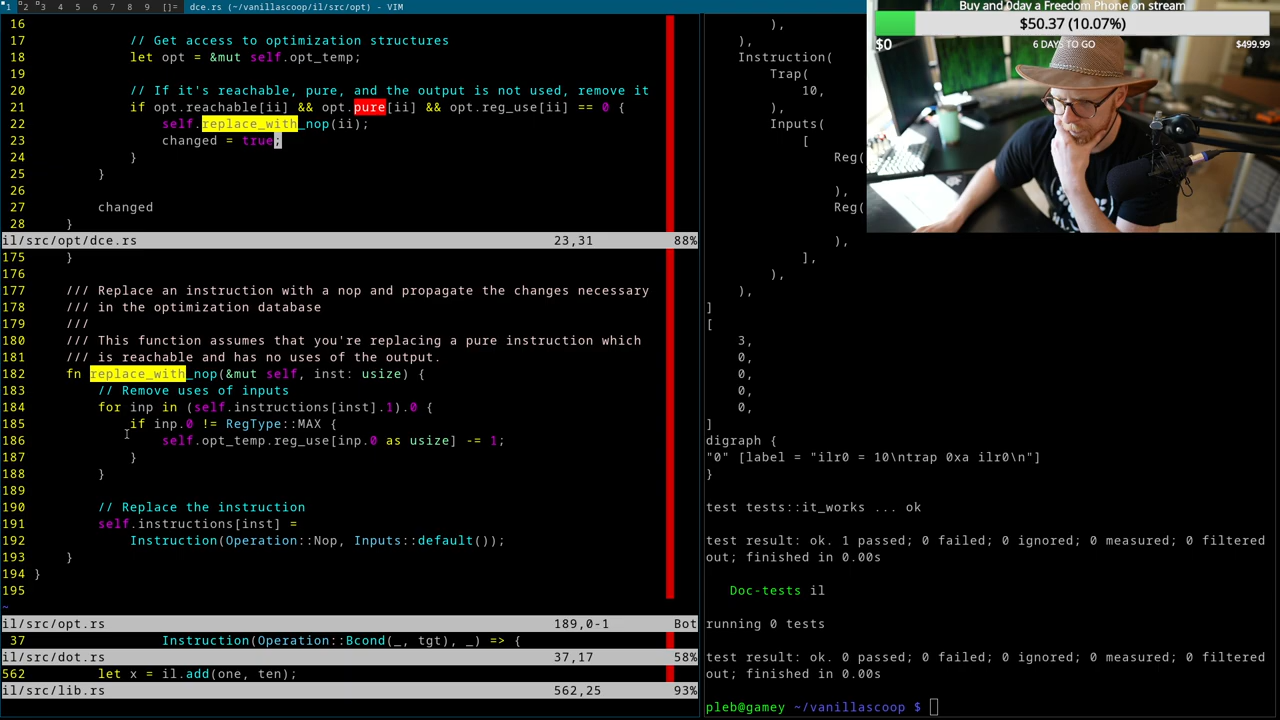 1 2 3 4 5 6 7 8 9 []= dce.rs (~/vanillascoop/il/src/opt) - VIM
16
17 // Get access to optimization structures
18 let opt = &mut self.opt_temp;
19
20 // If it's reachable, pure, and the output is not used, remove it
21 if opt.reachable[ii] && opt.pure[ii] && opt.reg_use[ii] == 0 {
22 self.replace_with_nop(ii);
23 changed = true;
24 }
25 }
26
27 changed
28 }
il/src/opt/dce.rs 23,31 88%
175 }
176
177 /// Replace an instruction with a nop and propagate the changes necessary
178 /// in the optimization database
179 ///
180 /// This function assumes that you're replacing a pure instruction which
181 /// is reachable and has no uses of the output.
182 fn replace_with_nop(&mut self, inst: usize) {
183 // Remove uses of inputs
184 for inp in (self.instructions[inst].1).0 {
185 if inp.0 != RegType::MAX {
186 self.opt_temp.reg_use[inp.0 as usize] -= 1;
187 }
188 }
189
190 // Replace the instruction
191 self.instructions[inst] =
192 Instruction(Operation::Nop, Inputs::default());
193 }
194 }
195
~
il/src/opt.rs 189,0-1 Bot
37 Instruction(Operation::Bcond(_, tgt), _) => {
il/src/dot.rs 37,17 58%
562 let x = il.add(one, ten);
il/src/lib.rs 562,25 93%
),
),
Instruction(
Trap(
10,
),
Inputs(
[
Reg(
),
Reg(
),
],
),
),
]
[
3,
0,
0,
0,
0,
]
digraph {
"0" [label = "ilr0 = 10\ntrap 0xa ilr0\n"]
}
test tests::it_works ... ok
test result: ok. 1 passed; 0 failed; 0 ignored; 0 measured; 0 filtered
out; finished in 0.00s
Doc-tests il
running 0 tests
test result: ok. 0 passed; 0 failed; 0 ignored; 0 measured; 0 filtered
out; finished in 0.00s
pleb@gamey ~/vanillascoop $
Buy and 0day a Freedom Phone on stream
$50.37 (10.07%)
$0 6 DAYS TO GO $499.99